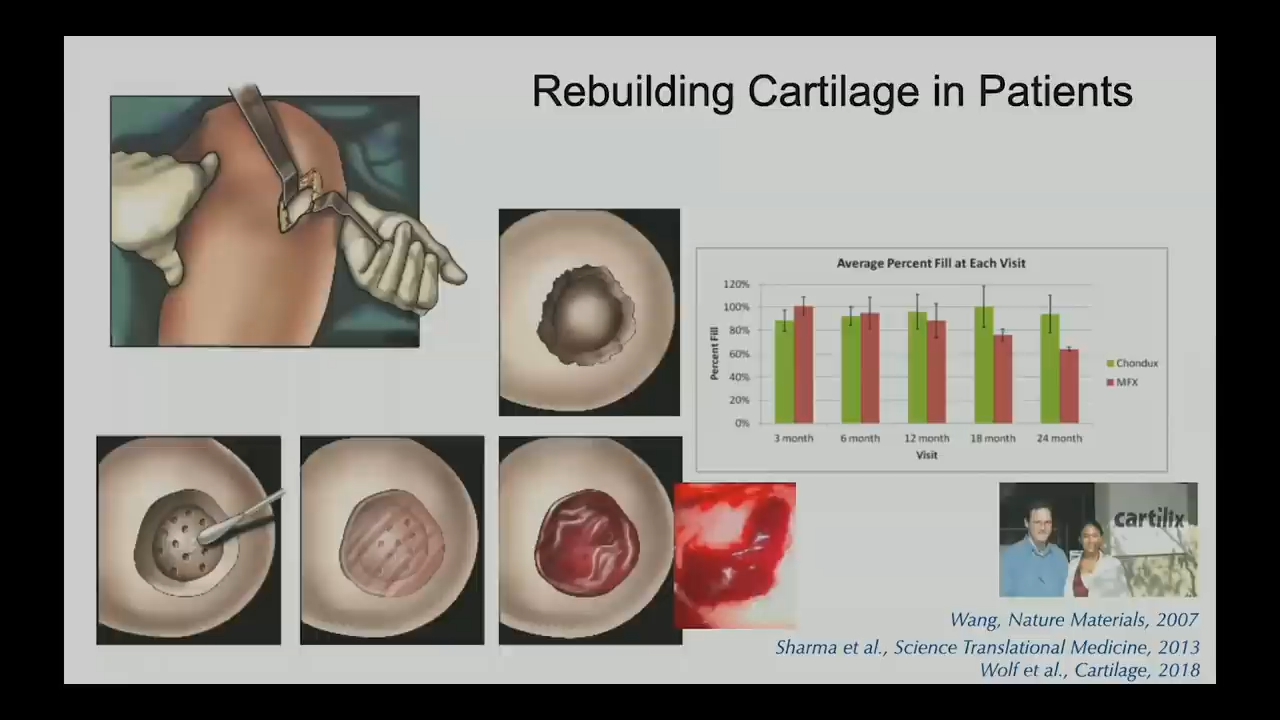 Rebuilding Cartilage in Patients
Average Percent Fill at Each Visit
120%
100%
80%
60%
40%
20%
0%
Percent Fill
3 month
6 month
12 month
18 month
24 month
Visit
Chondux
MFX
cartilix
Wang, Nature Materials, 2007
Sharma et al., Science Translational Medicine, 2013
Wolf et al., Cartilage, 2018